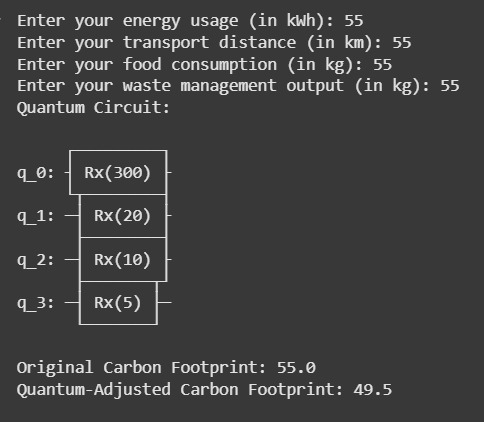 Enter your energy usage (in kWh): 55
Enter your transport distance (in km): 55
Enter your food consumption (in kg): 55
Enter your waste management output (in kg): 55
Quantum Circuit:
q_0: Rx(300)
q_1: Rx(20)
q_2: Rx(10)
q_3: Rx(5)
Original Carbon Footprint: 55.0
Quantum-Adjusted Carbon Footprint: 49.5